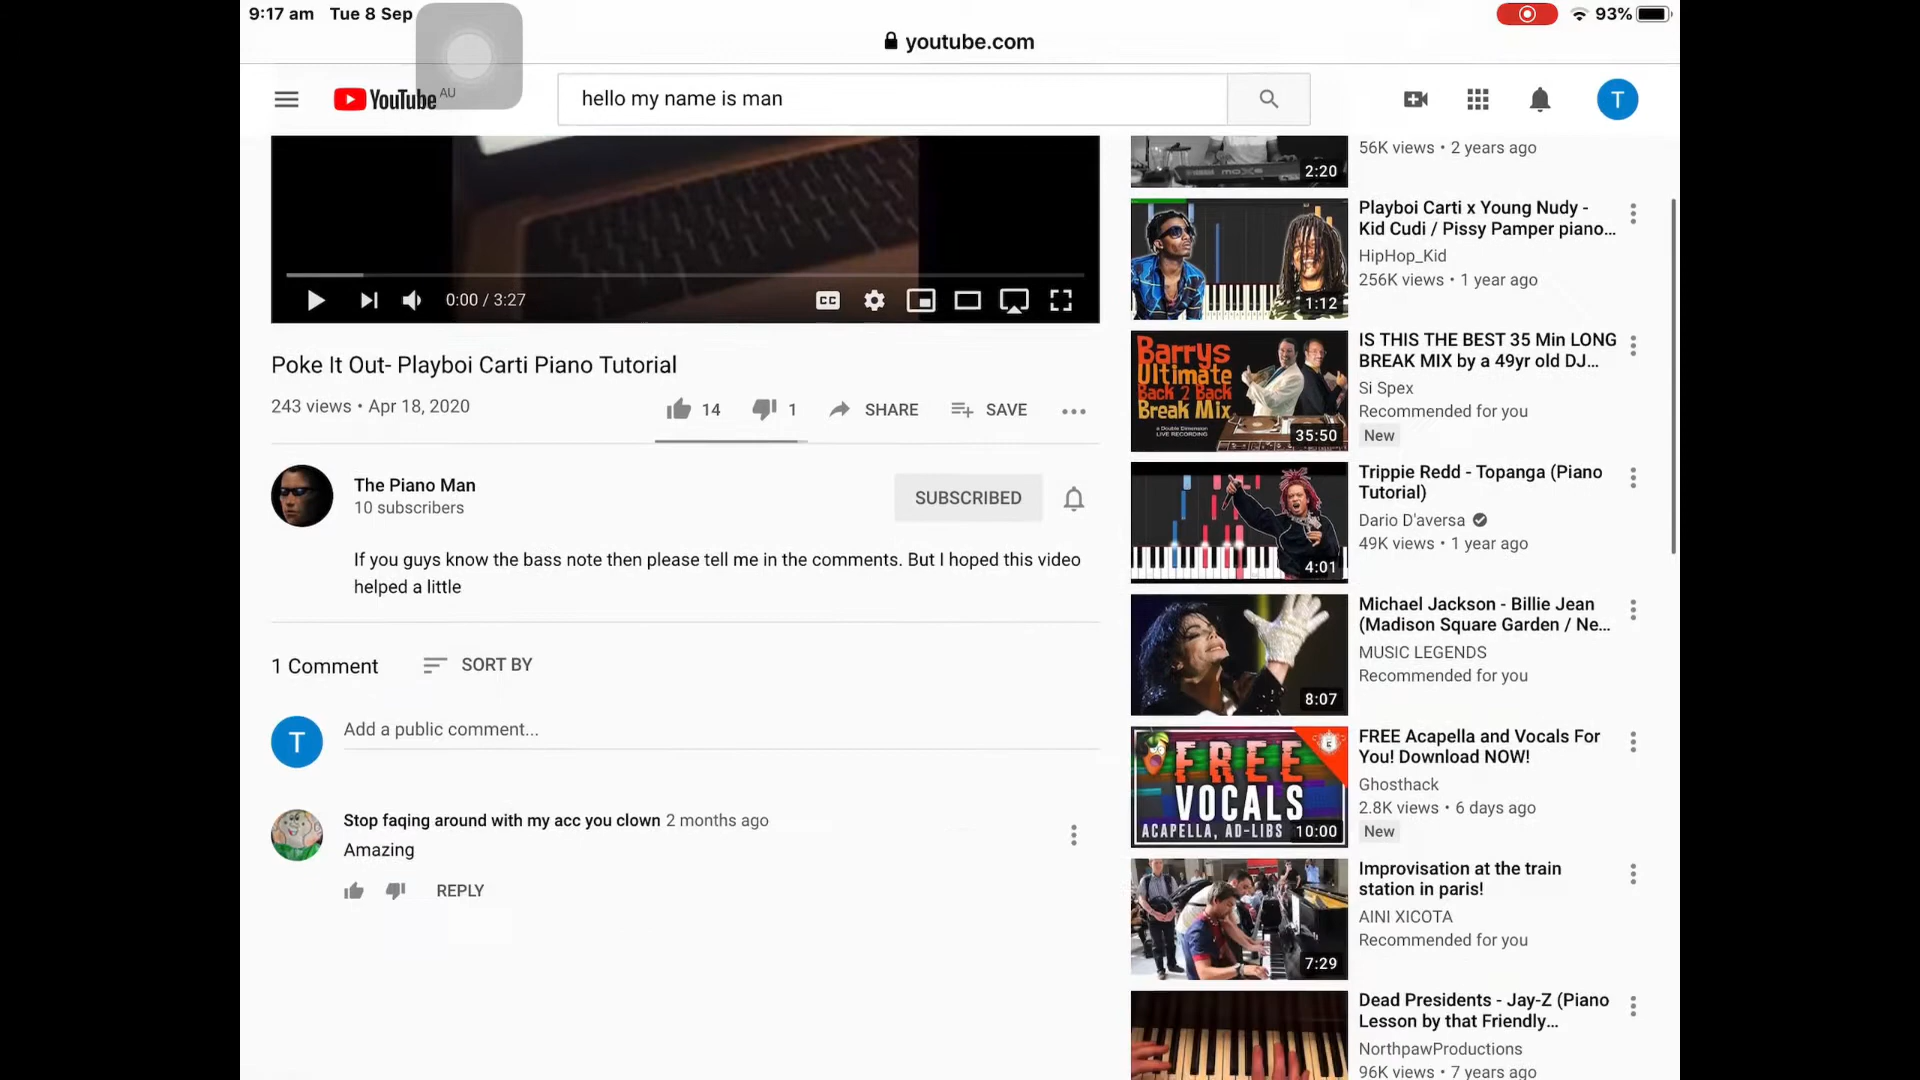 9:17 am Tue 8 Sep
93%
youtube.com
YouTube AU
hello my name is man
T
0:00 / 3:27
CC
Poke It Out- Playboi Carti Piano Tutorial
243 views • Apr 18, 2020
14
1
SHARE
SAVE
The Piano Man
10 subscribers
SUBSCRIBED
If you guys know the bass note then please tell me in the comments. But I hoped this video
helped a little
1 Comment
SORT BY
T
Add a public comment...
Stop faqing around with my acc you clown 2 months ago
Amazing
REPLY
2:20
56K views • 2 years ago
1:12
Playboi Carti x Young Nudy -
Kid Cudi / Pissy Pamper piano...
HipHop_Kid
256K views • 1 year ago
Barrys
Ultimate
Back 2 Back
Break Mix
a Double Dimension
LIVE RECORDING
35:50
IS THIS THE BEST 35 Min LONG
BREAK MIX by a 49yr old DJ...
Si Spex
Recommended for you
New
4:01
Trippie Redd - Topanga (Piano
Tutorial)
Dario D'aversa
49K views • 1 year ago
8:07
Michael Jackson - Billie Jean
(Madison Square Garden / Ne...
MUSIC LEGENDS
Recommended for you
FREE
VOCALS
ACAPELLA, AD-LIBS
10:00
FREE Acapella and Vocals For
You! Download NOW!
Ghosthack
2.8K views • 6 days ago
New
7:29
Improvisation at the train
station in paris!
AINI XICOTA
Recommended for you
Dead Presidents - Jay-Z (Piano
Lesson by that Friendly...
NorthpawProductions
96K views • 7 years ago